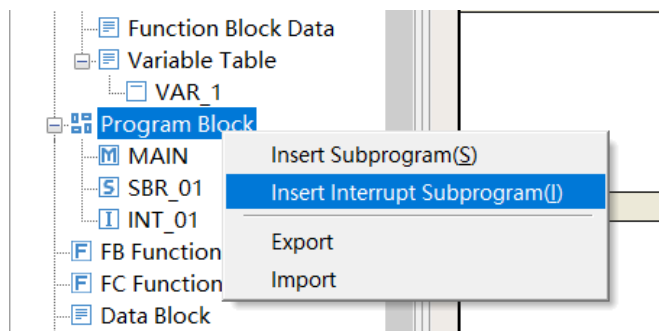 Function Block Data
Variable Table
VAR_1
Program Block
M MAIN
S SBR_01
I INT_01
F FB Function
F FC Function
Data Block
Insert Subprogram(S)
Insert Interrupt Subprogram(I)
Export
Import